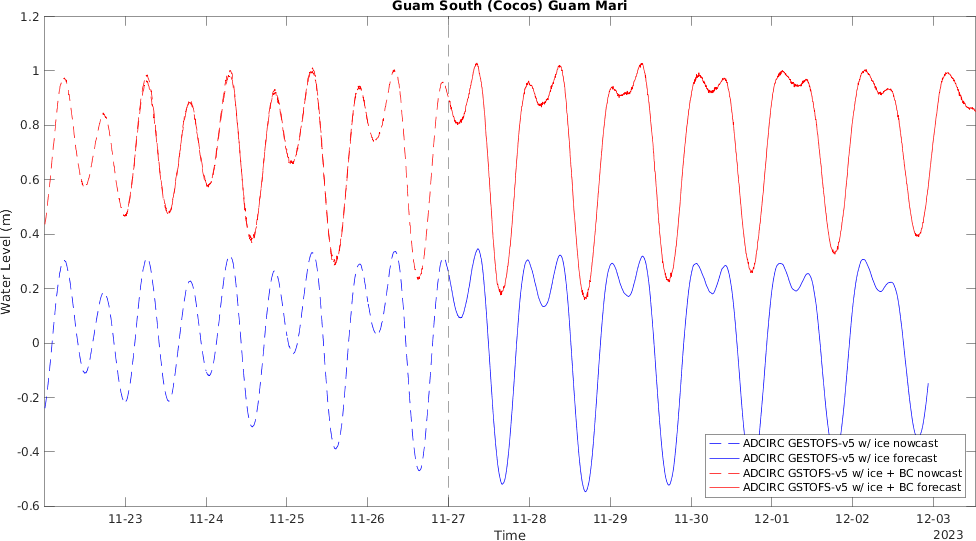 Guam South (Cocos) Guam Mari
1.2
1
0.8
0.6
0.4
0.2
0
-0.2
-0.4
-0.6
Water Level (m)
ADCIRC GESTOFS-v5 w/ ice nowcast
ADCIRC GESTOFS-v5 w/ ice forecast
ADCIRC GSTOFS-v5 w/ ice + BC nowcast
ADCIRC GSTOFS-v5 w/ ice + BC forecast
11-23 11-24 11-25 11-26 11-27 11-28 11-29 11-30 12-01 12-02 12-03
Time
2023